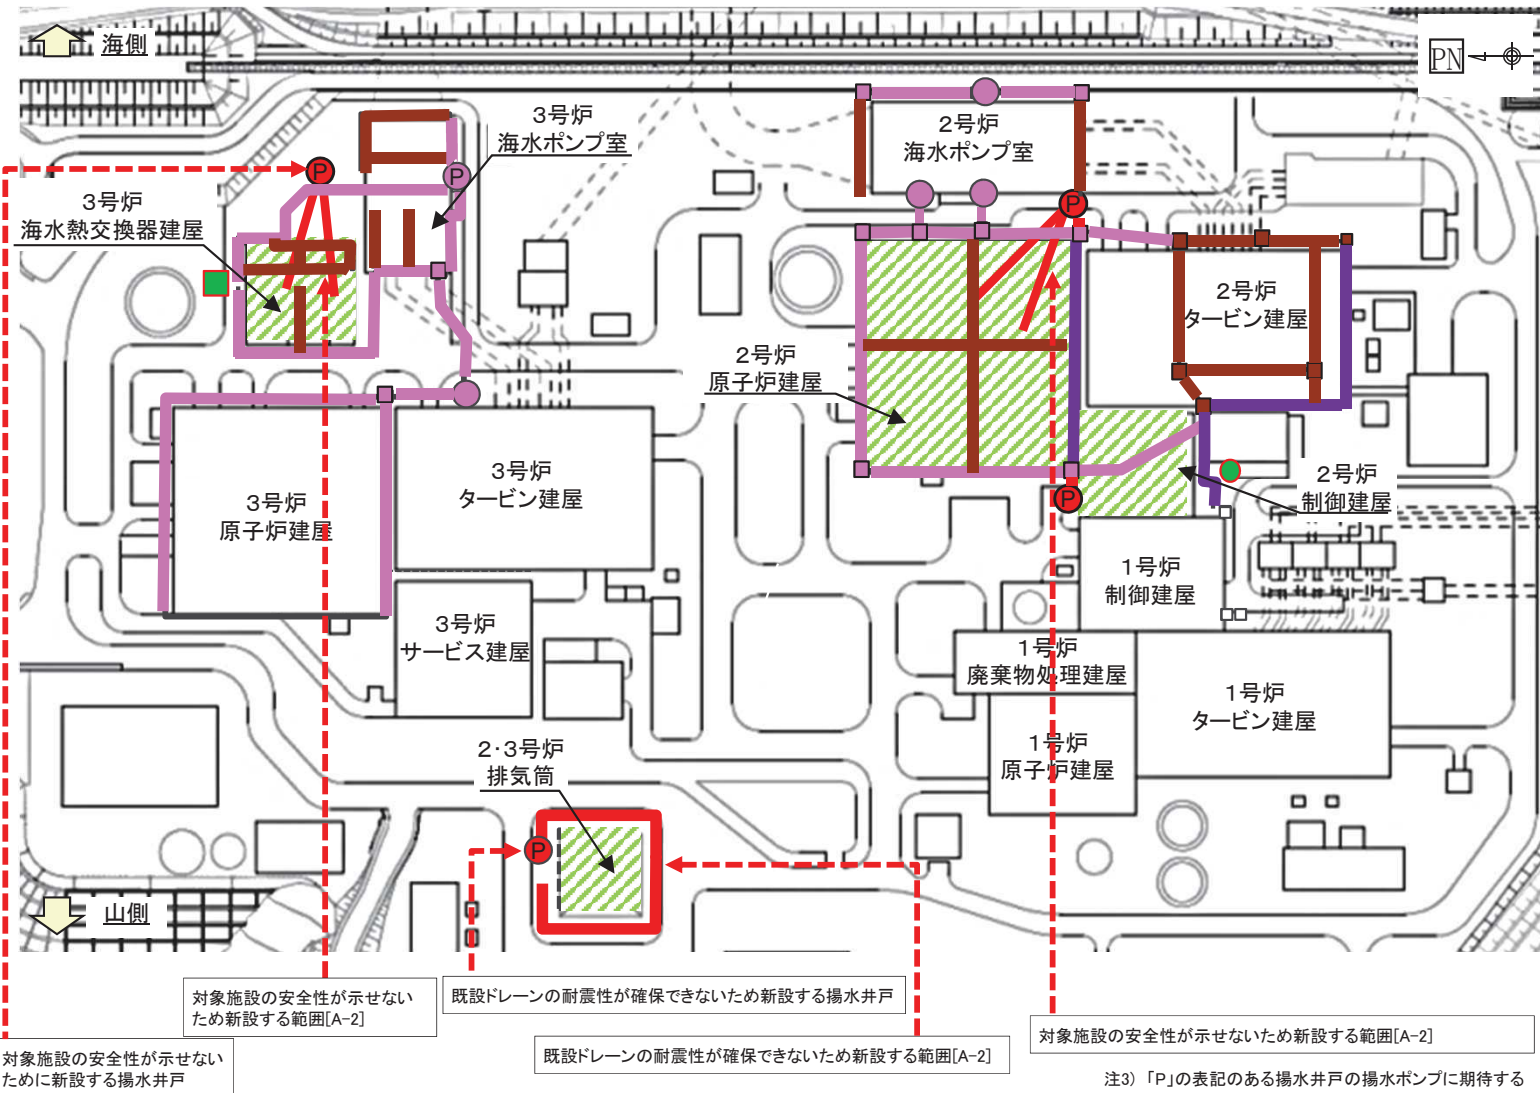 海側
PN
3号炉
海水ポンプ室
2号炉
海水ポンプ室
P
P
P
3号炉
海水熱交換器建屋
2号炉
タービン建屋
2号炉
原子炉建屋
3号炉
タービン建屋
3号炉
原子炉建屋
2号炉
制御建屋
P
1号炉
制御建屋
3号炉
サービス建屋
1号炉
廃棄物処理建屋
1号炉
タービン建屋
1号炉
原子炉建屋
2・3号炉
排気筒
P
山側
対象施設の安全性が示せない
ため新設する範囲[A-2]
既設ドレーンの耐震性が確保できないため新設する揚水井戸
対象施設の安全性が示せないため新設する範囲[A-2]
既設ドレーンの耐震性が確保できないため新設する範囲[A-2]
対象施設の安全性が示せない
ために新設する揚水井戸
注3) 「P」の表記のある揚水井戸の揚水ポンプに期待する